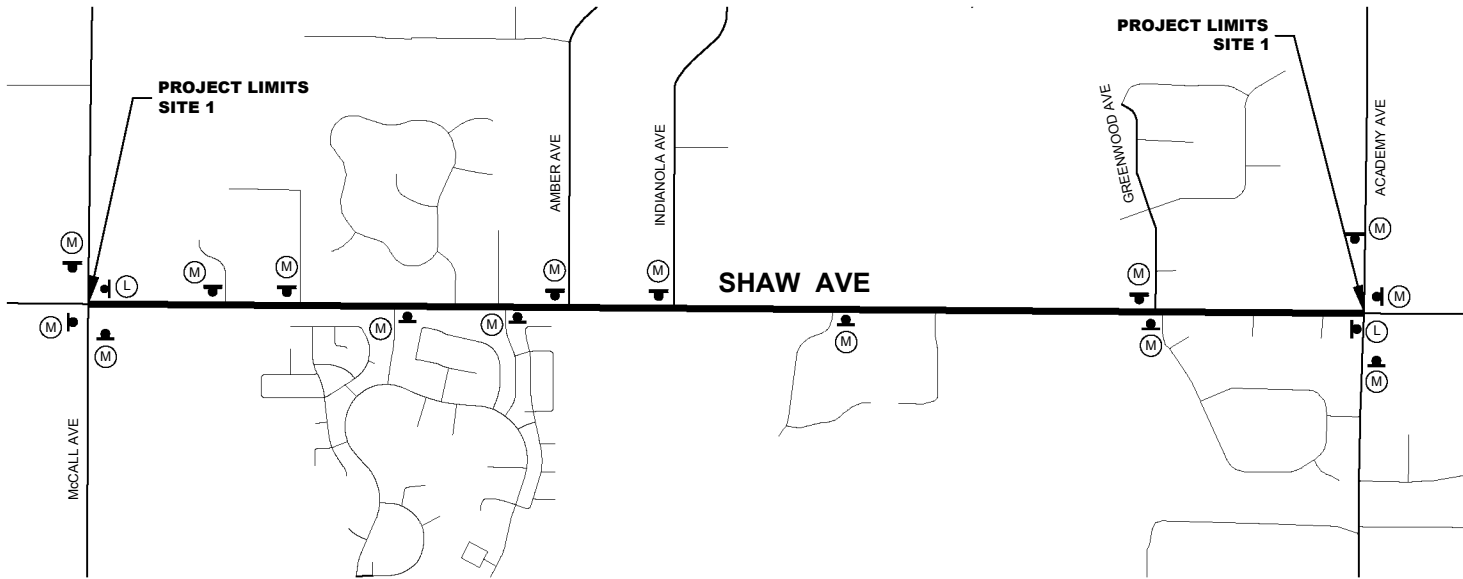 PROJECT LIMITS
SITE 1
PROJECT LIMITS
SITE 1
AMBER AVE
INDIANOLA AVE
GREENWOOD AVE
ACADEMY AVE
M
M
L
M
M
M
M
M
SHAW AVE
M
M
L
M
M
M
M
M
M
M
McCALL AVE